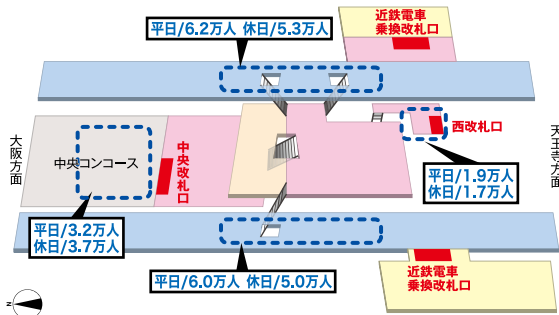 平日/6.2万人 休日/5.3万人
近鉄電車
乗換改札口
大阪方面
中央コンコース
中央改札口
西改札口
天王寺方面
平日/1.9万人
休日/1.7万人
平日/3.2万人
休日/3.7万人
平日/6.0万人 休日/5.0万人
近鉄電車
乗換改札口
N